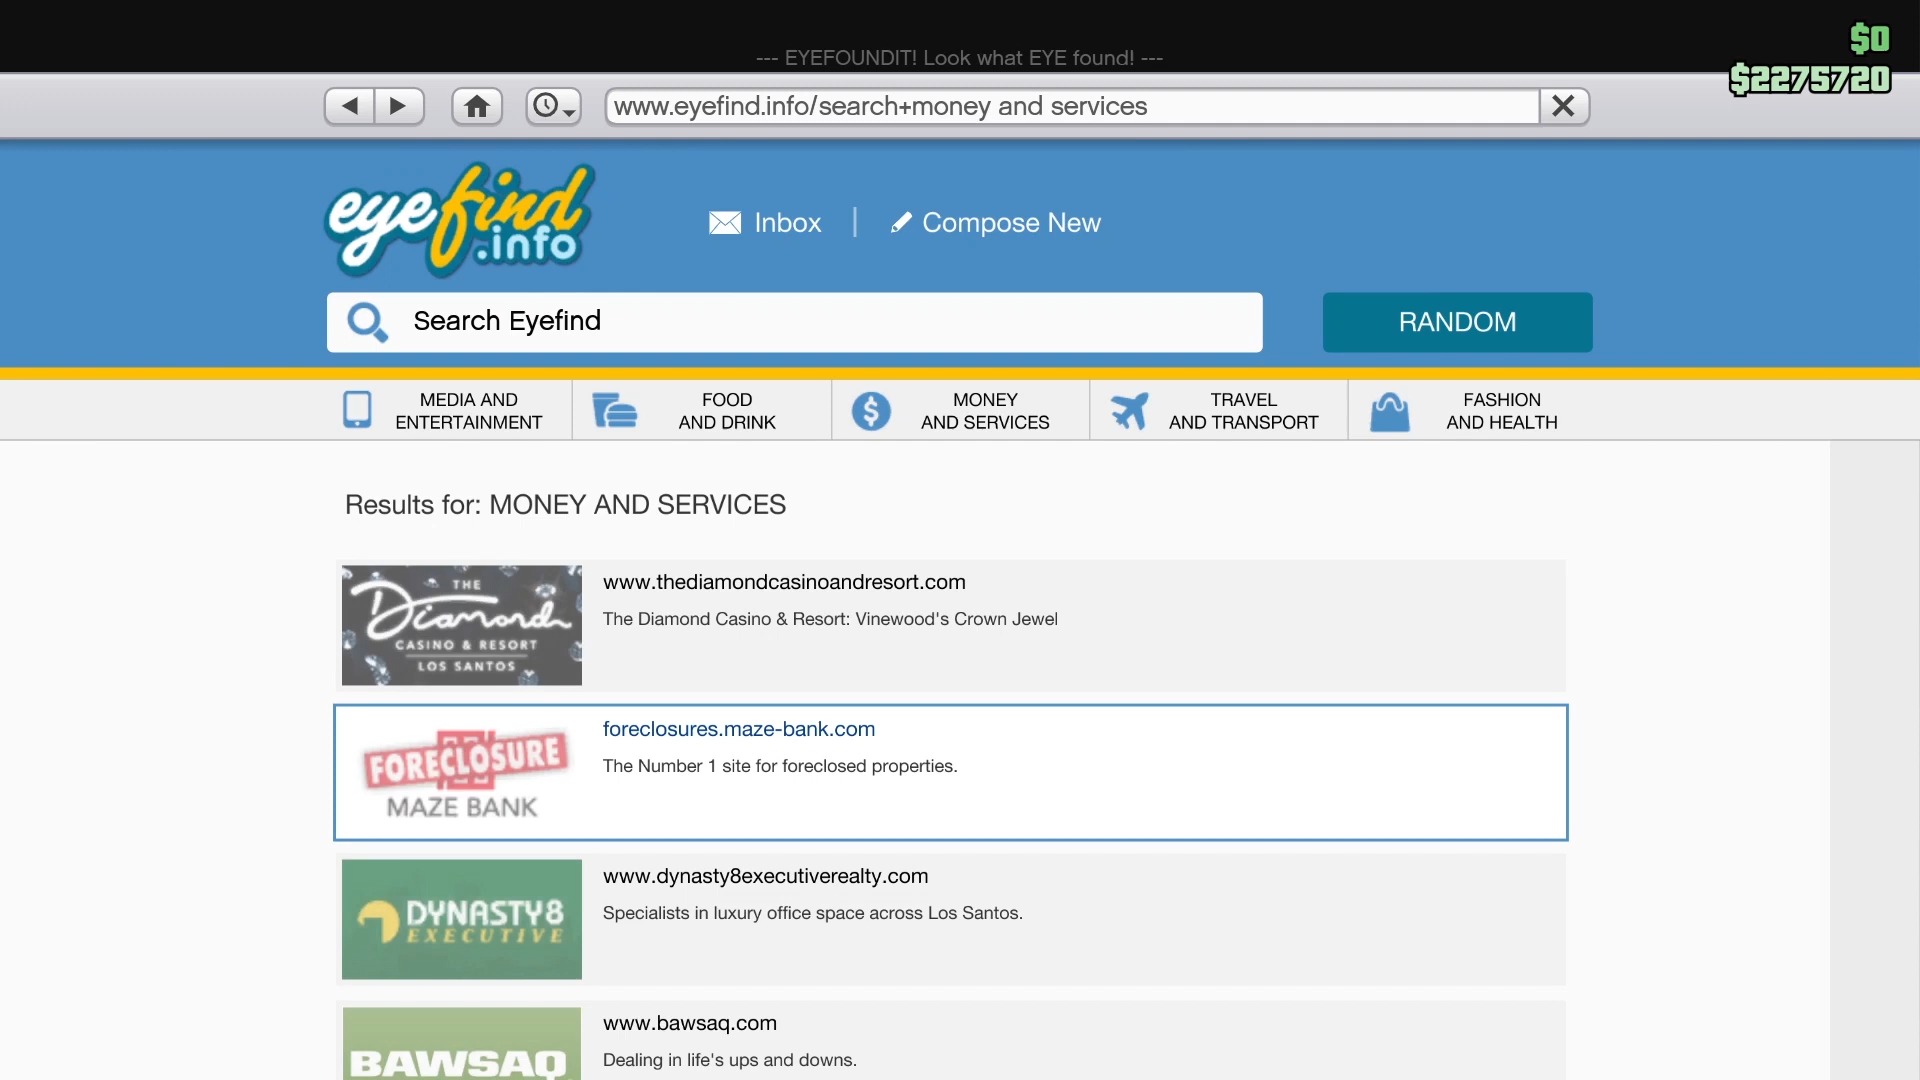 $0
--- EYEFOUNDIT! Look what EYE found! ---
$2275720
www.eyefind.info/search+money and services
eyefind
.info
Inbox
Compose New
Search Eyefind
RANDOM
MEDIA AND
ENTERTAINMENT
FOOD
AND DRINK
MONEY
AND SERVICES
TRAVEL
AND TRANSPORT
FASHION
AND HEALTH
Results for: MONEY AND SERVICES
THE
Diamond
CASINO & RESORT
LOS SANTOS
www.thediamondcasinoandresort.com
The Diamond Casino & Resort: Vinewood's Crown Jewel
FORECLOSURE
MAZE BANK
foreclosures.maze-bank.com
The Number 1 site for foreclosed properties.
DYNASTY8
EXECUTIVE
www.dynasty8executiverealty.com
Specialists in luxury office space across Los Santos.
BAWSAQ
www.bawsaq.com
Dealing in life's ups and downs.